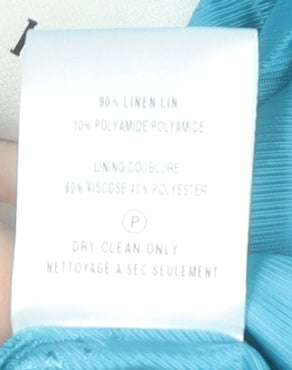 90% LINEN LIN
10% POLYAMIDE POLYAMIDE
LINING DOUBLURE
60% VISCOSE 40% POLYESTER
P
DRY CLEAN ONLY
NETTOYAGE A SEC SEULEMENT